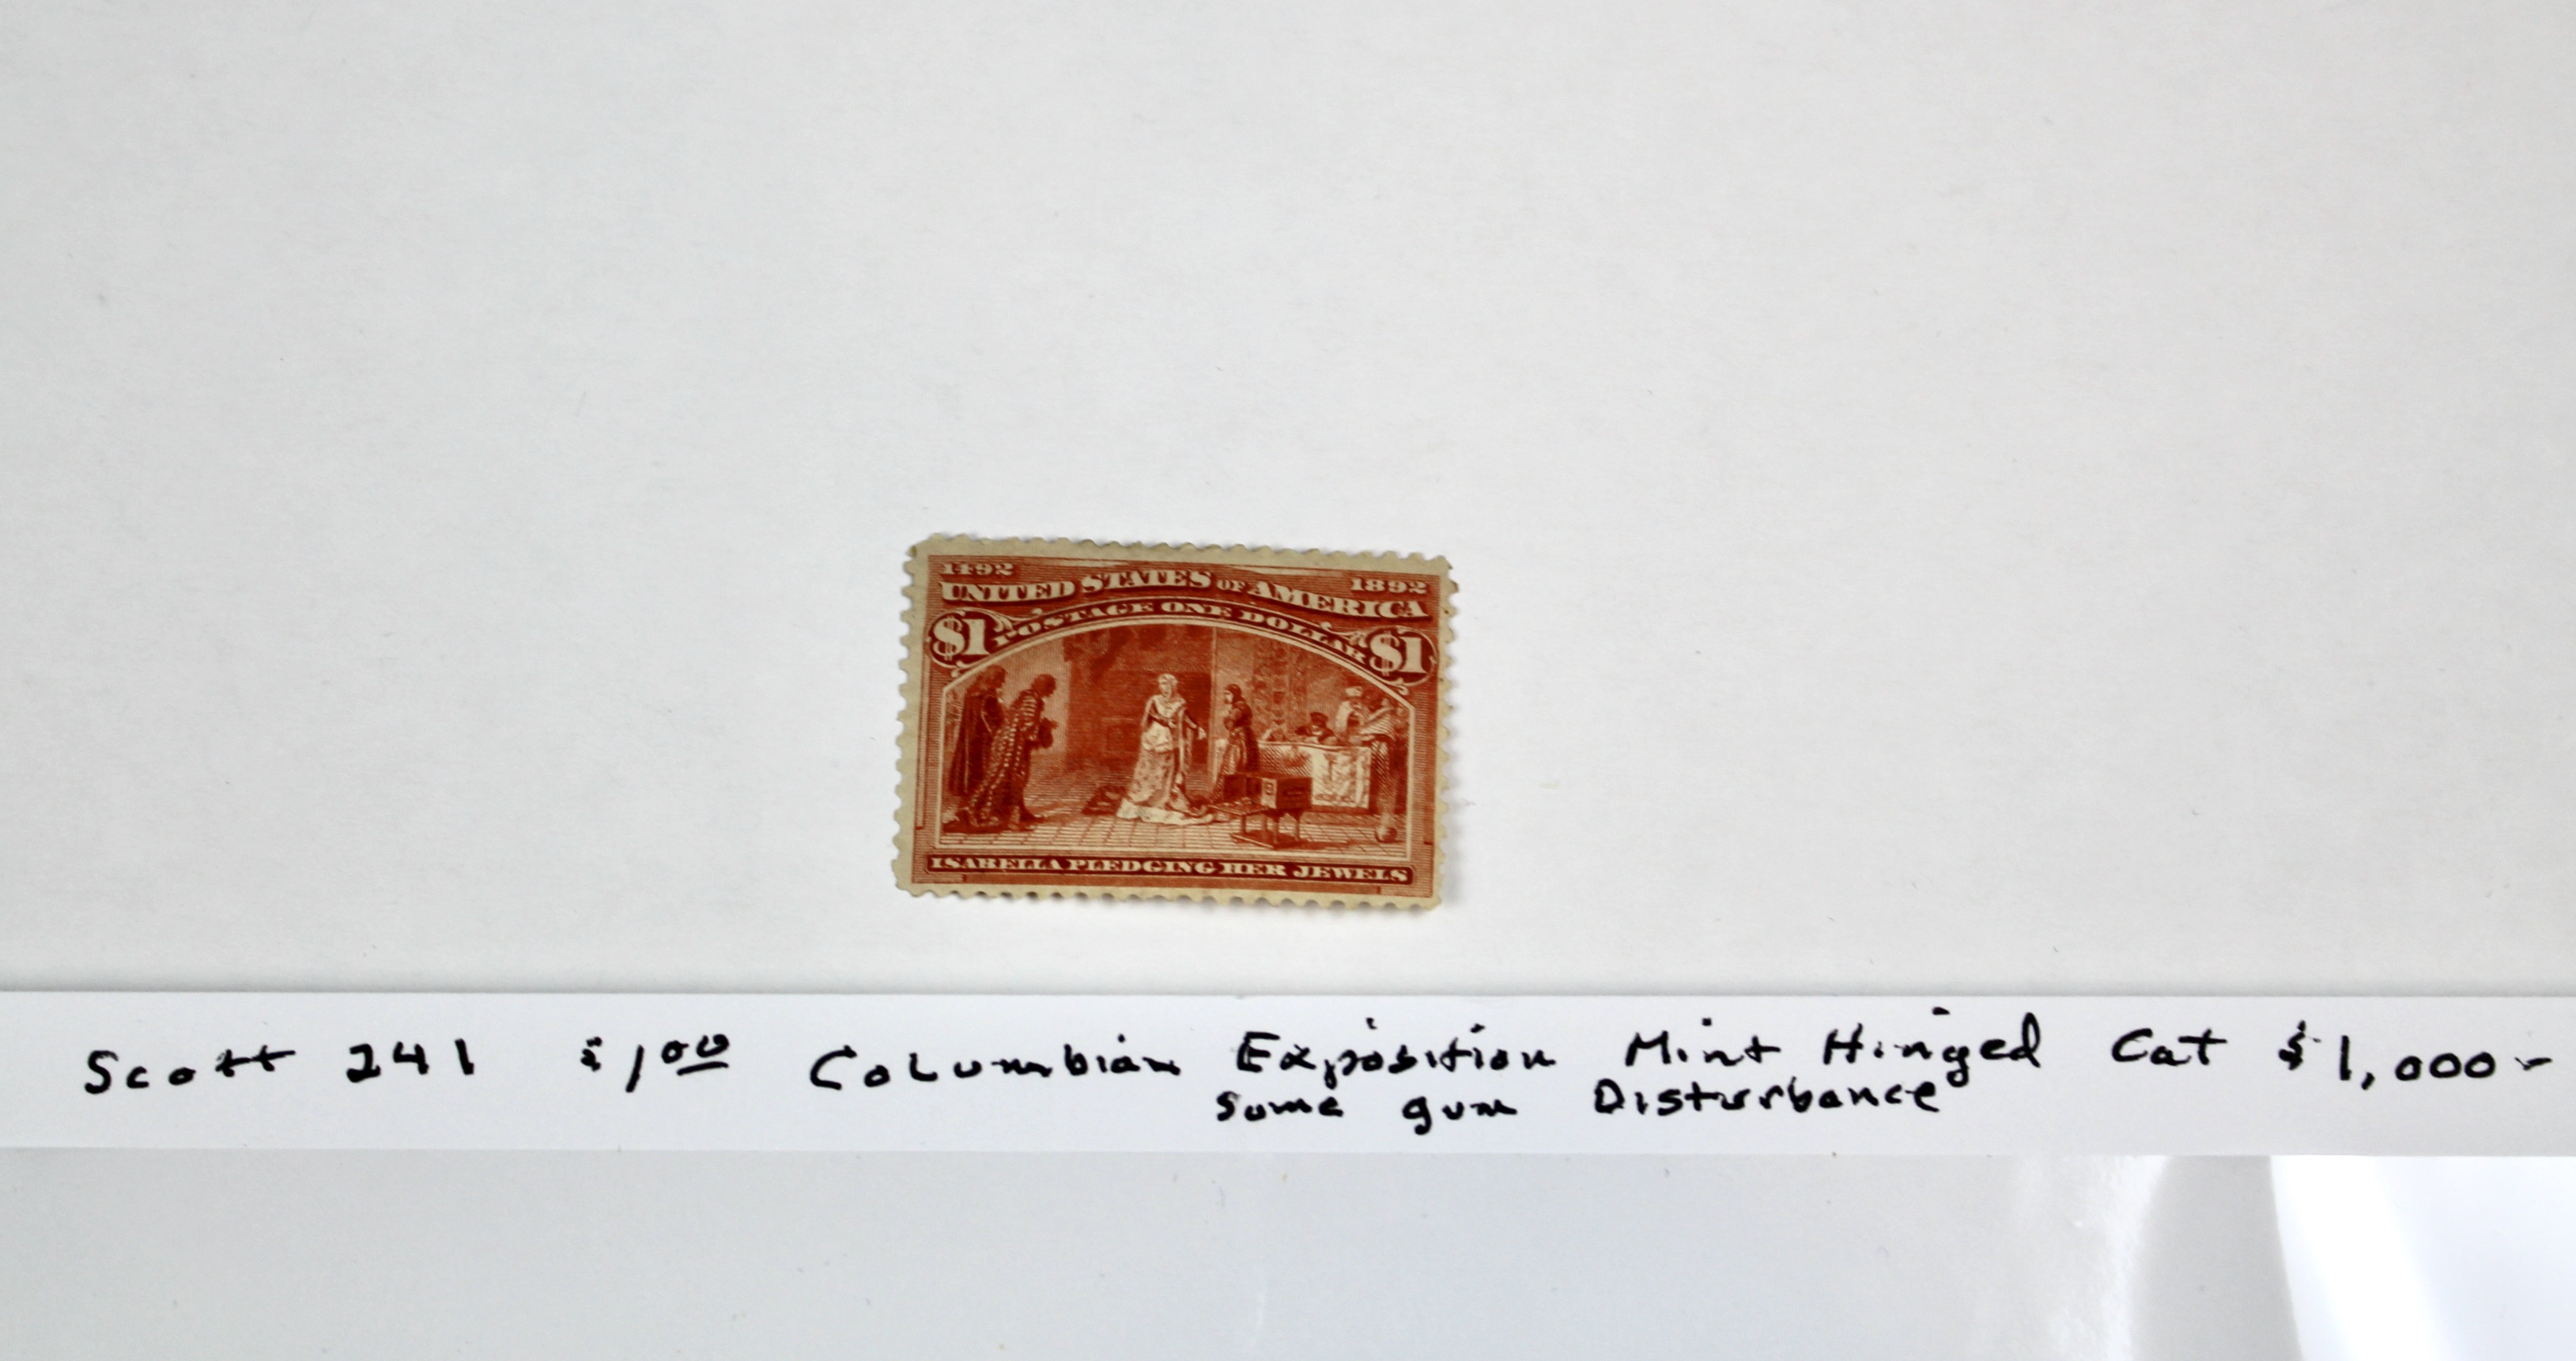 1492 1892
UNITED STATES OF AMERICA
POSTAGE ONE DOLLAR
$1 $1
ISABELLA PLEDGING HER JEWELS
Scott 241 $1.00 Columbian Exposition Mint Hinged Cat $1,000-
Some gum Disturbance